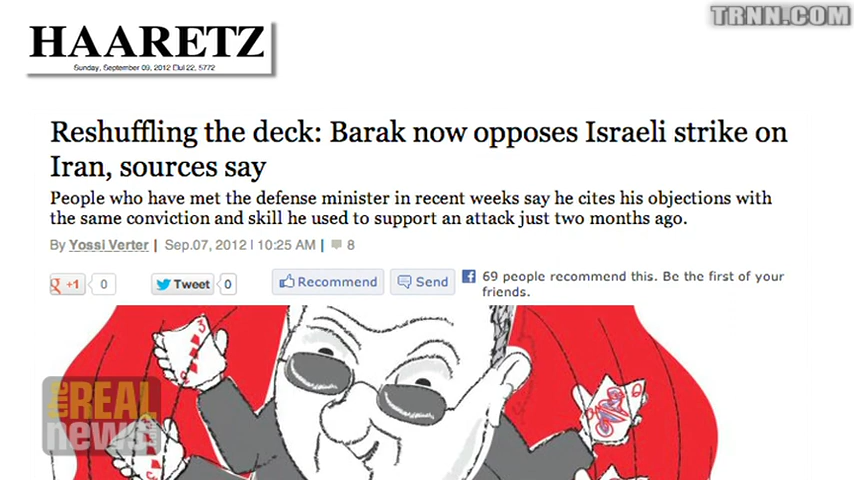 TRNN.COM
HAARETZ
Sunday, September 09, 2012 Elul 22, 5772
Reshuffling the deck: Barak now opposes Israeli strike on
Iran, sources say
People who have met the defense minister in recent weeks say he cites his objections with
the same conviction and skill he used to support an attack just two months ago.
By Yossi Verter | Sep.07, 2012 | 10:25 AM | 8
g +1 0 Tweet 0 Recommend Send 69 people recommend this. Be the first of your
friends.
3
3
the
REAL
news